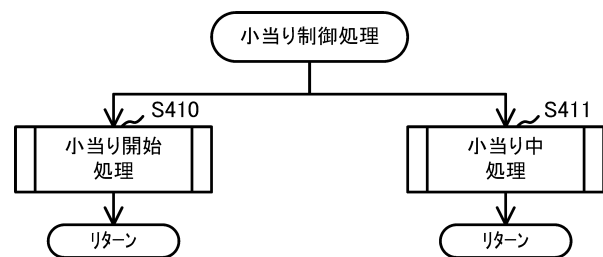 小当り制御処理
S410
小当り開始
処理
リターン
S411
小当り中
処理
リターン